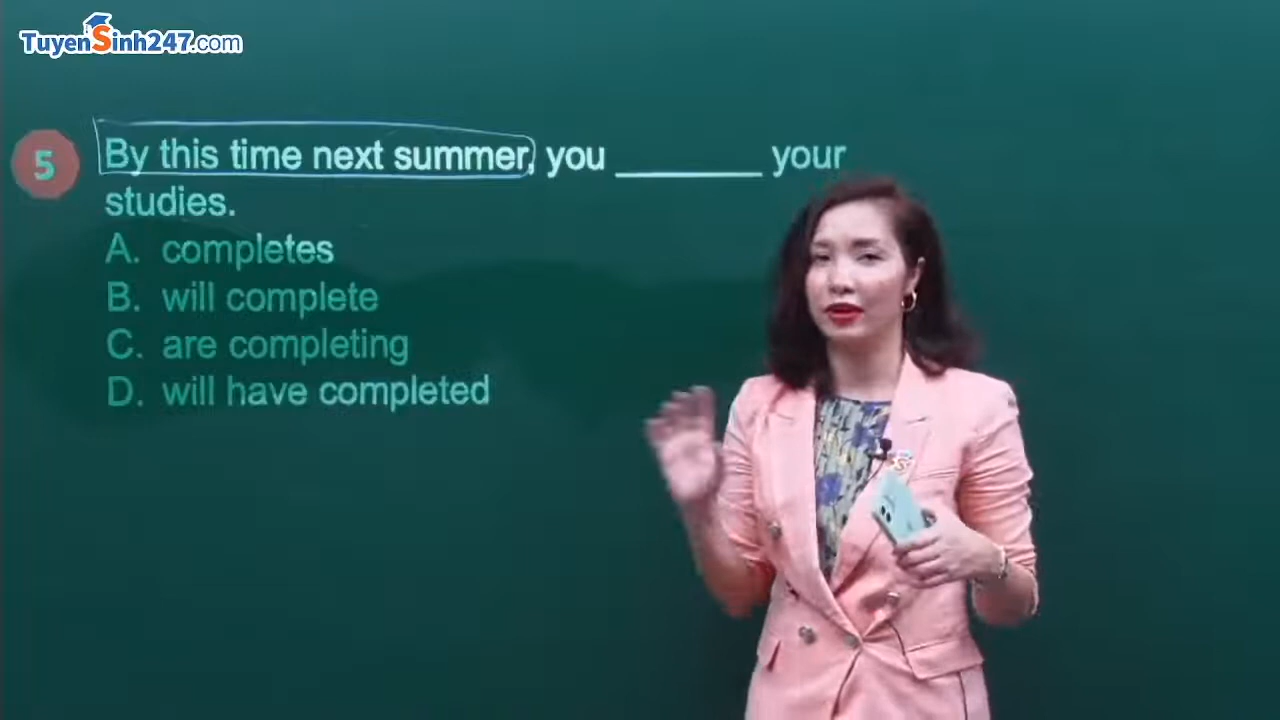 TuyenSinh247.com
5
By this time next summer, you ______ your
studies.
A. completes
B. will complete
C. are completing
D. will have completed